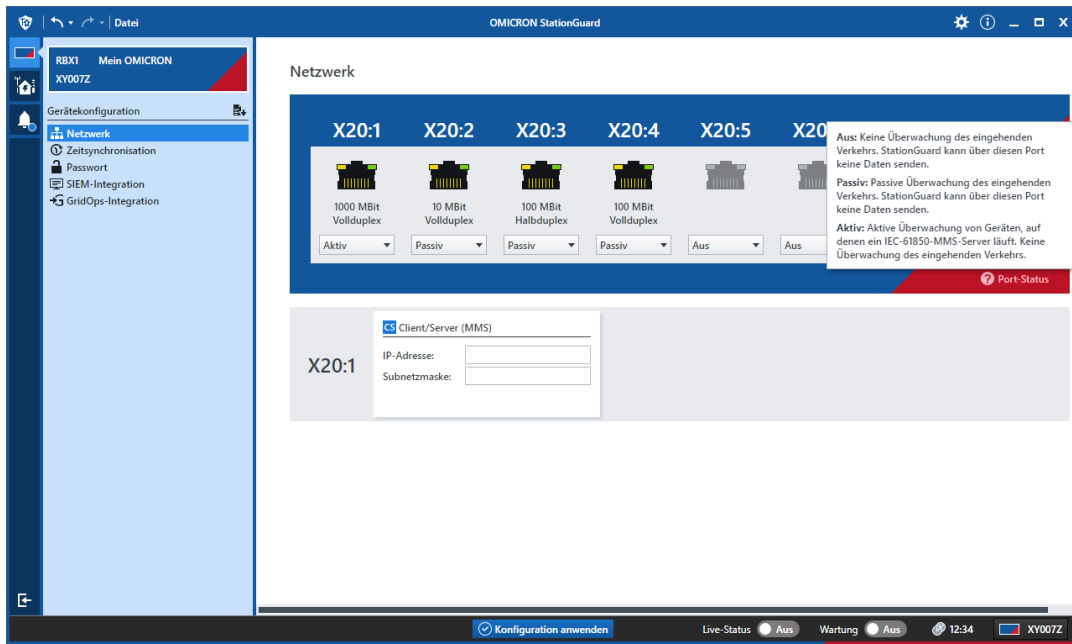 Datei
OMICRON StationGuard
RBX1 Mein OMICRON
XY007Z
Gerätekonfiguration
Netzwerk
Zeitsynchronisation
Passwort
SIEM-Integration
GridOps-Integration
Netzwerk
X20:1 X20:2 X20:3 X20:4 X20:5 X20
1000 MBit
Vollduplex
10 MBit
Vollduplex
100 MBit
Halbduplex
100 MBit
Vollduplex
Aktiv Passiv Passiv Passiv Aus Aus
Aus: Keine Überwachung des eingehenden
Verkehrs. StationGuard kann über diesen Port
keine Daten senden.
Passiv: Passive Überwachung des eingehenden
Verkehrs. StationGuard kann über diesen Port
keine Daten senden.
Aktiv: Aktive Überwachung von Geräten, auf
denen ein IEC-61850-MMS-Server läuft. Keine
Überwachung des eingehenden Verkehrs.
Port-Status
X20:1
CS Client/Server (MMS)
IP-Adresse:
Subnetzmaske:
Konfiguration anwenden
Live-Status Aus
Wartung Aus
12:34
XY007Z